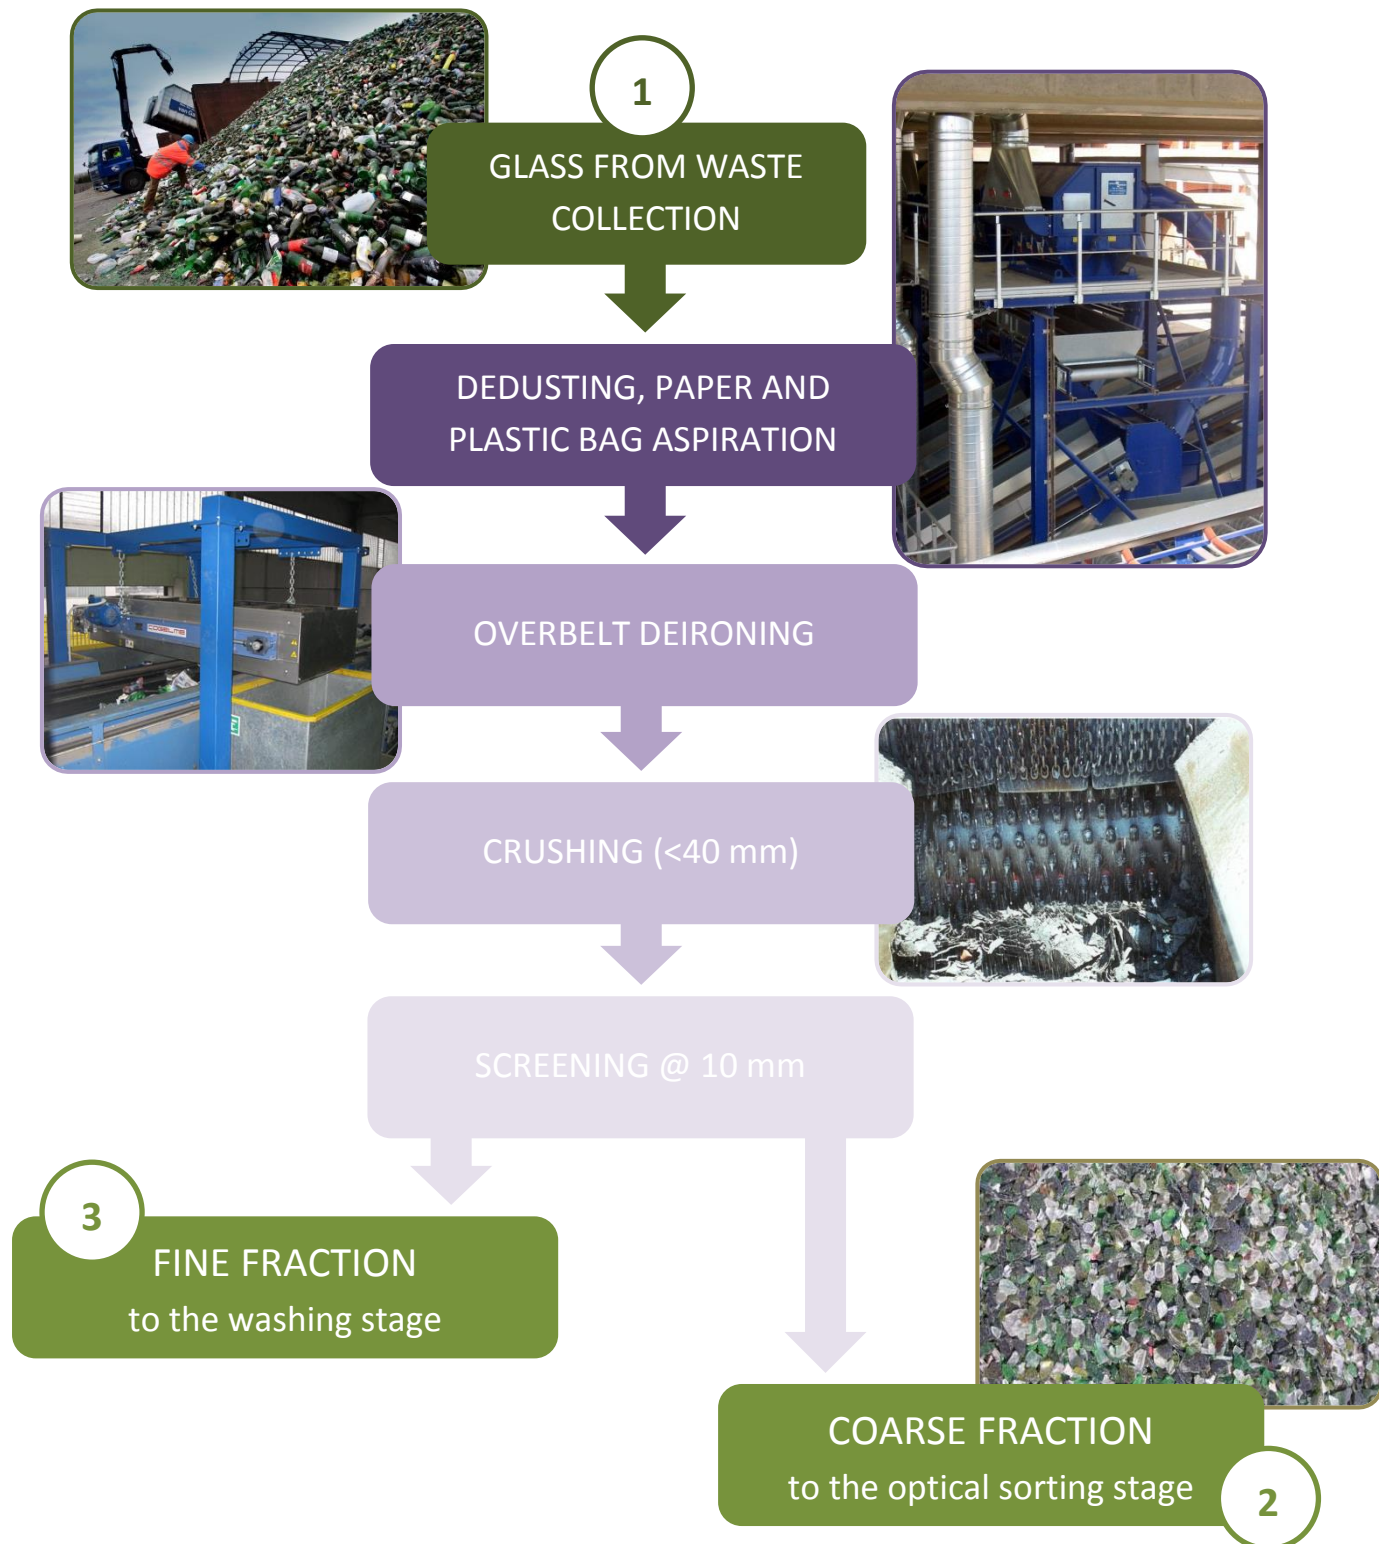 1
GLASS FROM WASTE
COLLECTION
DEDUSTING, PAPER AND
PLASTIC BAG ASPIRATION
OVERBELT DEIRONING
COGELME
CRUSHING (<40 mm)
SCREENING @ 10 mm
3
FINE FRACTION
to the washing stage
COARSE FRACTION
to the optical sorting stage
2